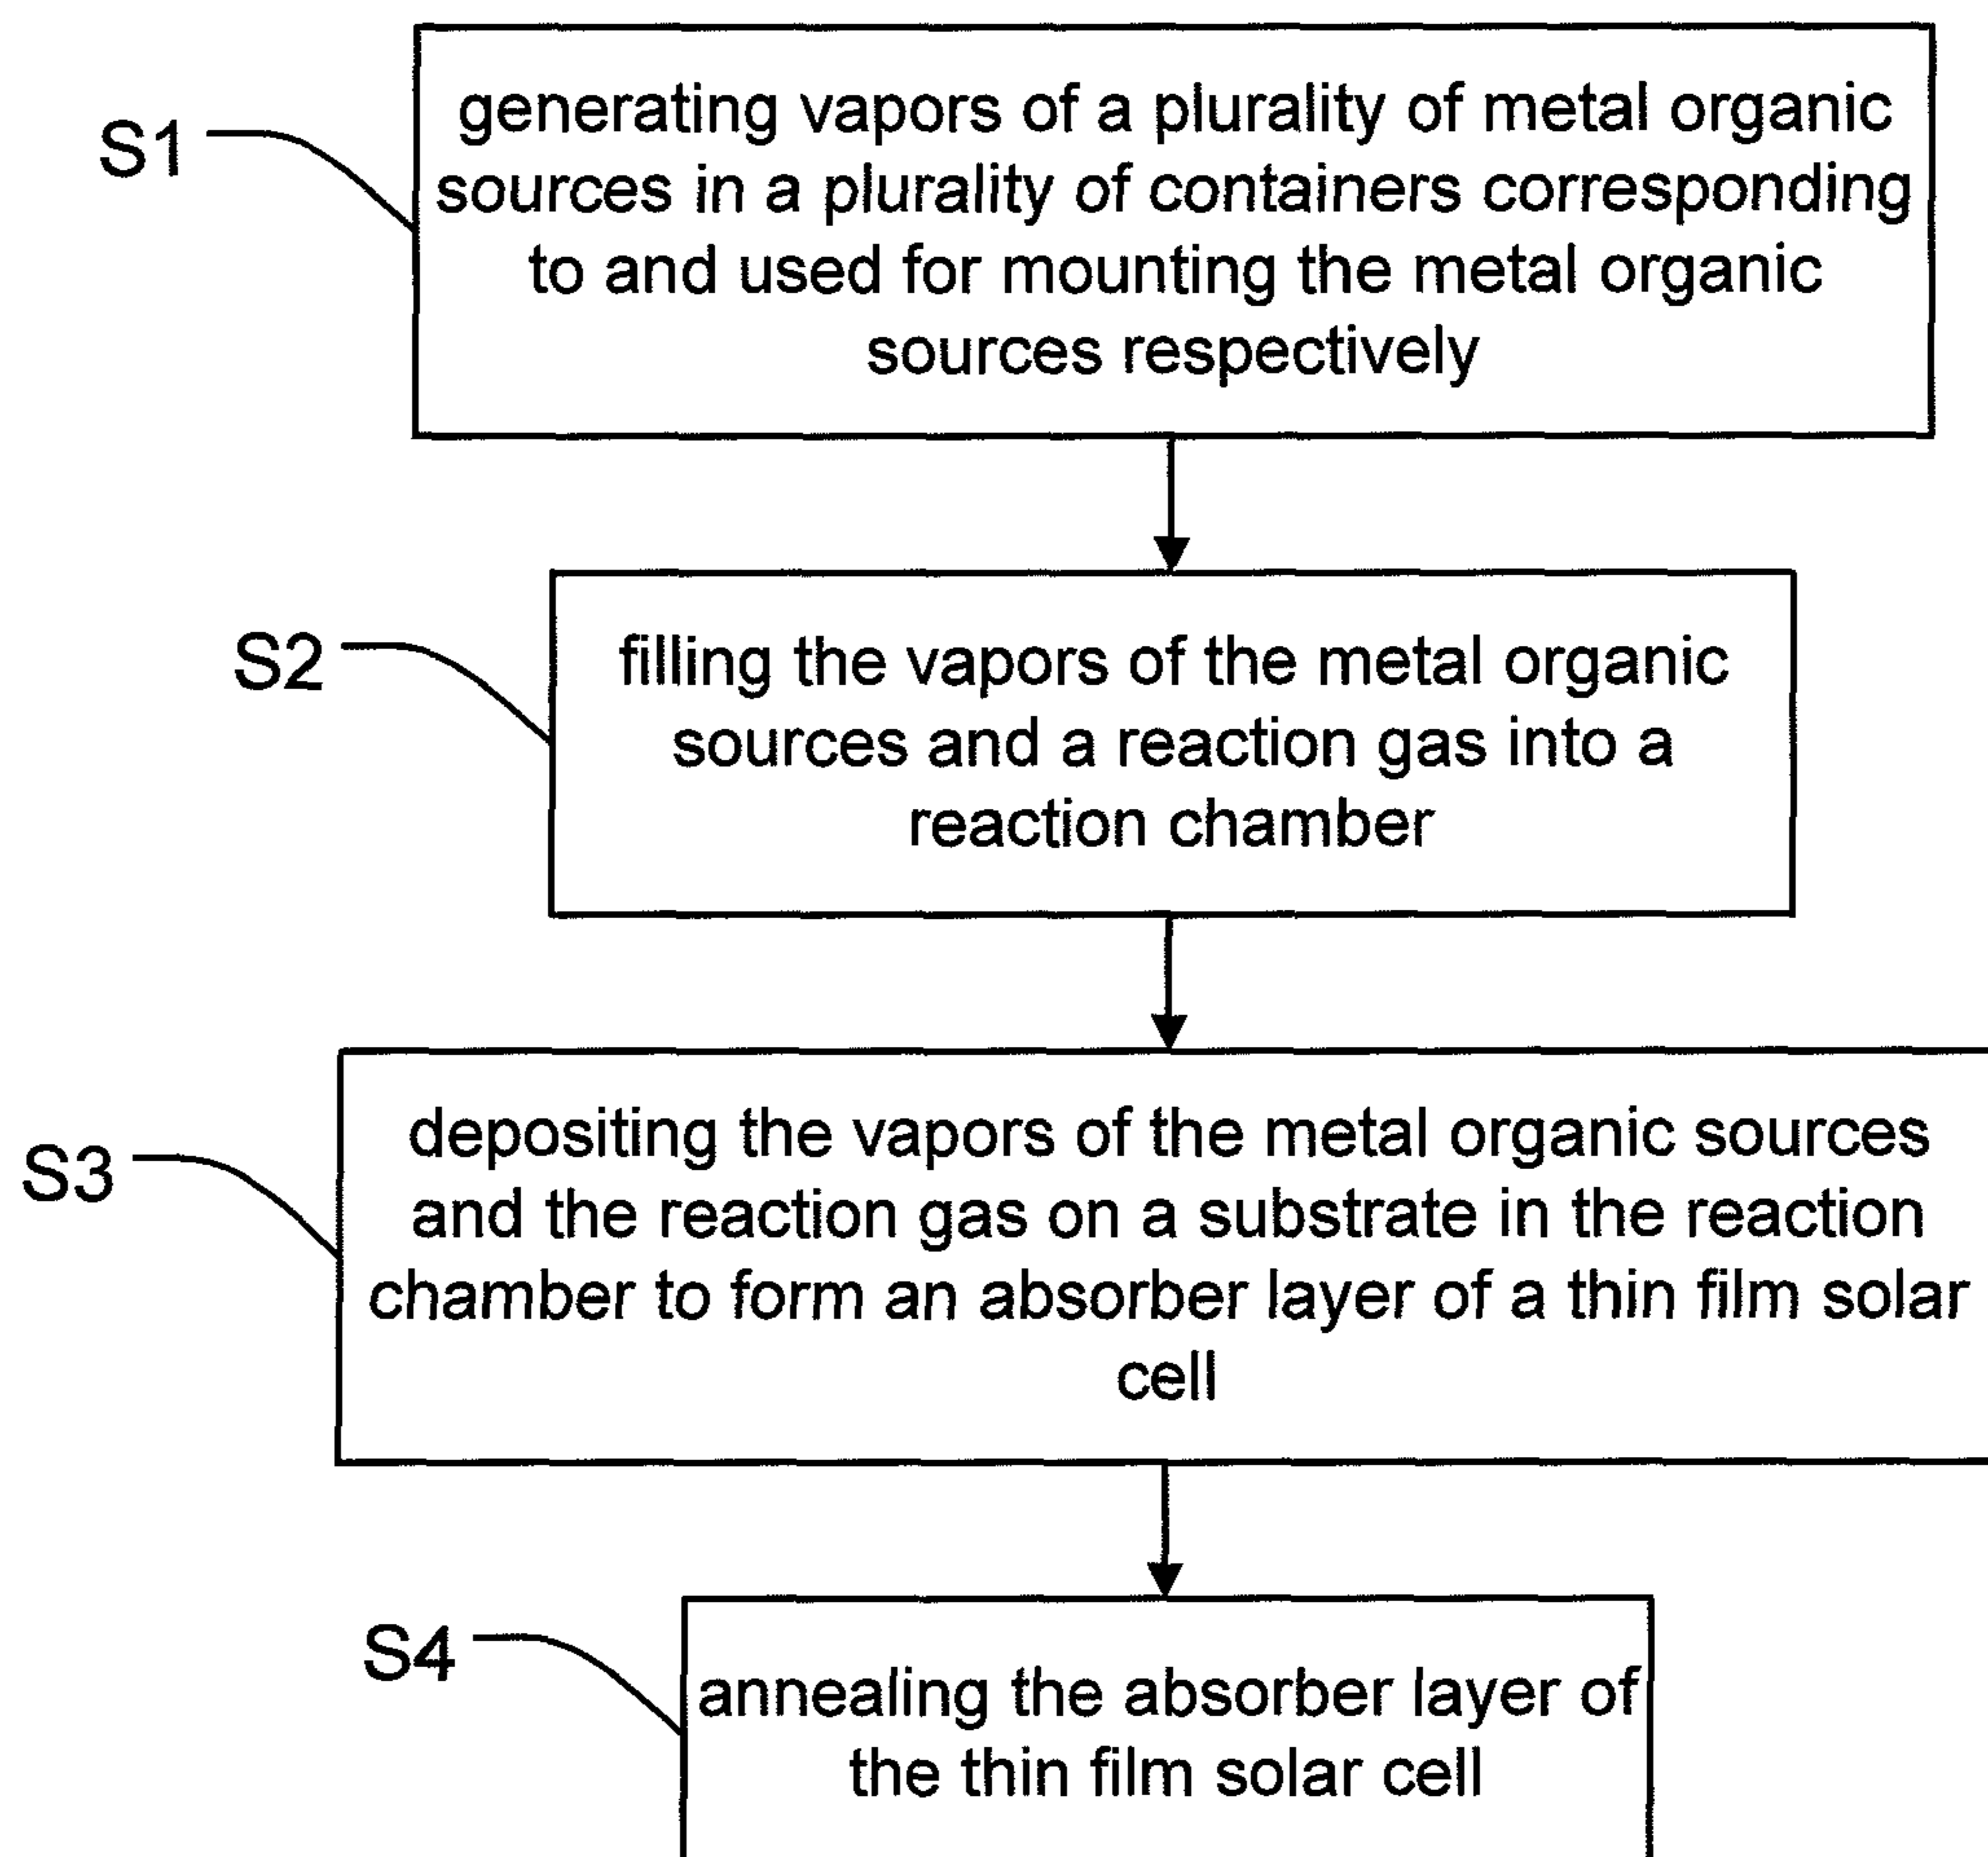 S1
generating vapors of a plurality of metal organic
sources in a plurality of containers corresponding
to and used for mounting the metal organic
sources respectively
S2
filling the vapors of the metal organic
sources and a reaction gas into a
reaction chamber
S3
depositing the vapors of the metal organic sources
and the reaction gas on a substrate in the reaction
chamber to form an absorber layer of a thin film solar
cell
S4
annealing the absorber layer of
the thin film solar cell